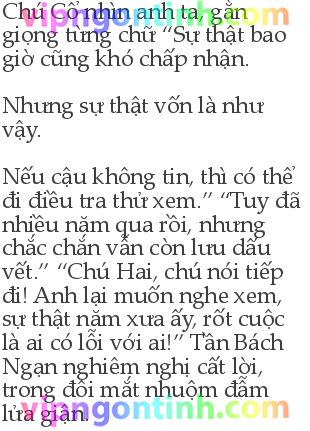 Chú Cố nhìn anh ta, gằn
vipngontinh.com
giọng từng chữ “Sự thật bao
giờ cũng khó chấp nhận.
Nhưng sự thật vốn là như
vậy.
Nếu cậu không tin, thì có thể
đi điều tra thử xem.” “Tuy đã
nhiều năm qua rồi, nhưng
chắc chắn vẫn còn lưu dấu
vết.” “Chú Hai, chú nói tiếp
đi! Anh lại muốn nghe xem,
sự thật năm xưa ấy, rốt cuộc
là ai có lỗi với ai!” Tần Bách
Ngạn nghiêm nghị cất lời,
trong đôi mắt nhuộm đẫm
lửa giận.
vipngontinh.com